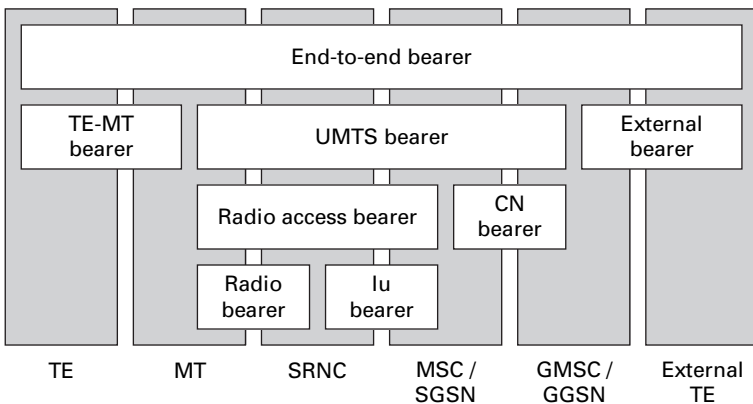 End-to-end bearer
TE-MT
bearer
UMTS bearer
External
bearer
Radio access bearer
CN
bearer
Radio
bearer
Iu
bearer
TE
MT
SRNC
MSC /
SGSN
GMSC /
GGSN
External
TE